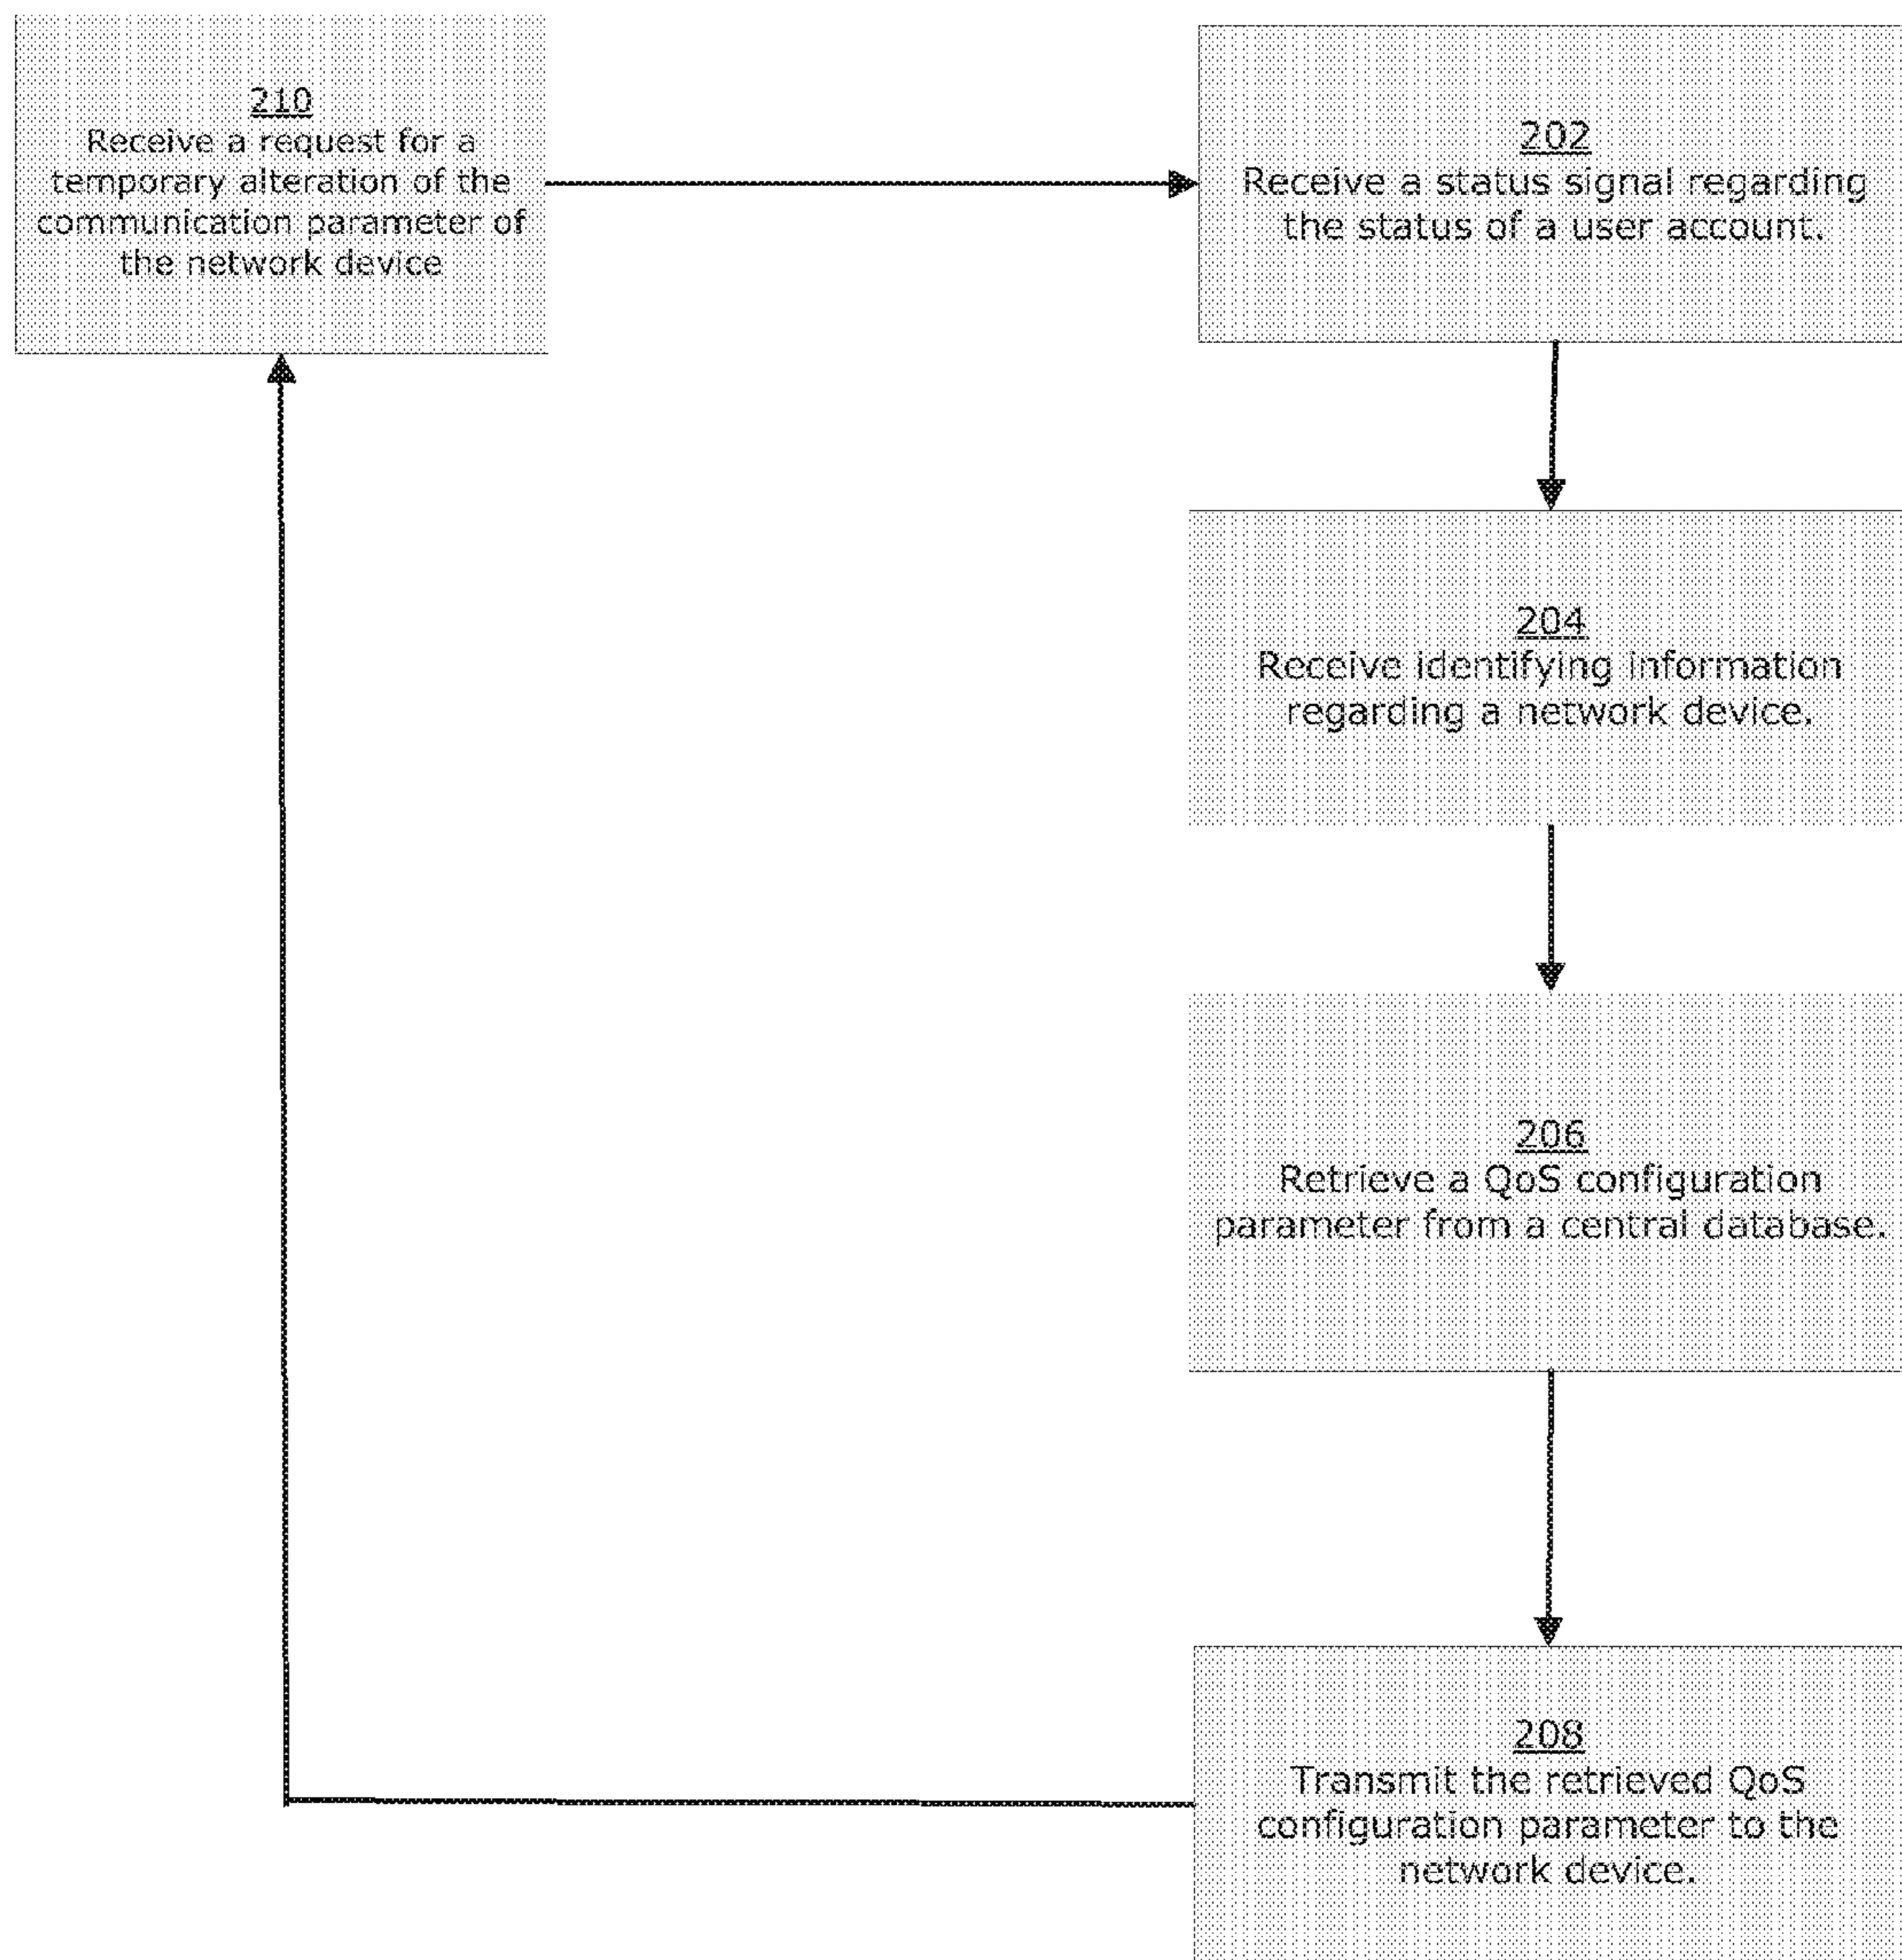 210
Receive a request for a
temporary alteration of the
communication parameter of
the network device
202
Receive a status signal regarding
the status of a user account.
204
Receive identifying information
regarding a network device.
206
Retrieve a QoS configuration
parameter from a central database.
208
Transmit the retrieved QoS
configuration parameter to the
network device.